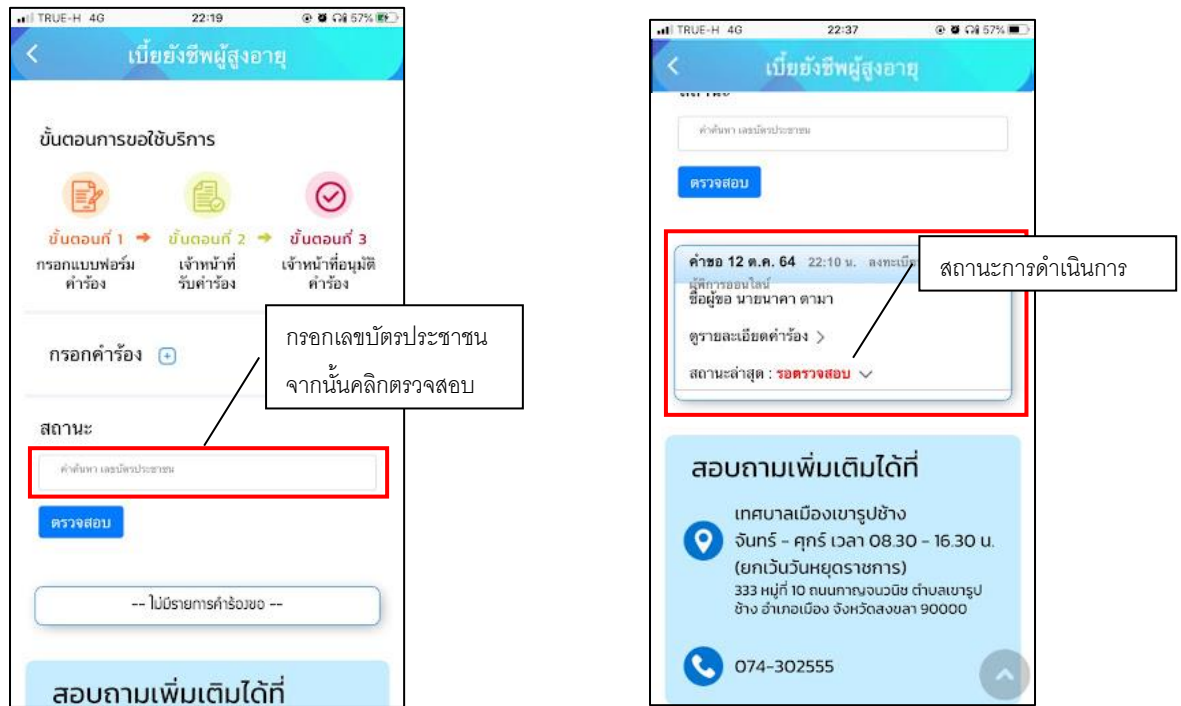 TRUE-H 4G 22:19 57%
เบี้ยยังชีพผู้สูงอายุ
ขั้นตอนการขอใช้บริการ
ขั้นตอนที่ 1 → ขั้นตอนที่ 2 → ขั้นตอนที่ 3
กรอกแบบฟอร์ม เจ้าหน้าที่ เจ้าหน้าที่อนุมัติ
คำร้อง รับคำร้อง คำร้อง
กรอกคำร้อง
กรอกเลขบัตรประชาชน
จากนั้นคลิกตรวจสอบ
สถานะ
คำค้นหา เลขบัตรประชาชน
ตรวจสอบ
-- ไม่มีรายการคำร้องขอ --
สอบถามเพิ่มเติมได้ที่
TRUE-H 4G 22:37 57%
เบี้ยยังชีพผู้สูงอายุ
สถานะ
คำค้นหา เลขบัตรประชาชน
ตรวจสอบ
คำขอ 12 ต.ค. 64 22:10 น. ลงทะเบียน
ผู้พิการออนไลน์
ชื่อผู้ขอ นายนาคา ตามา
ดูรายละเอียดคำร้อง >
สถานะล่าสุด : รอตรวจสอบ
สถานะการดำเนินการ
สอบถามเพิ่มเติมได้ที่
เทศบาลเมืองเขารูปช้าง
จันทร์ - ศุกร์ เวลา 08.30 - 16.30 น.
(ยกเว้นวันหยุดราชการ)
333 หมู่ที่ 10 ถนนกาญจนวนิช ตำบลเขารูป
ช้าง อำเภอเมือง จังหวัดสงขลา 90000
074-302555